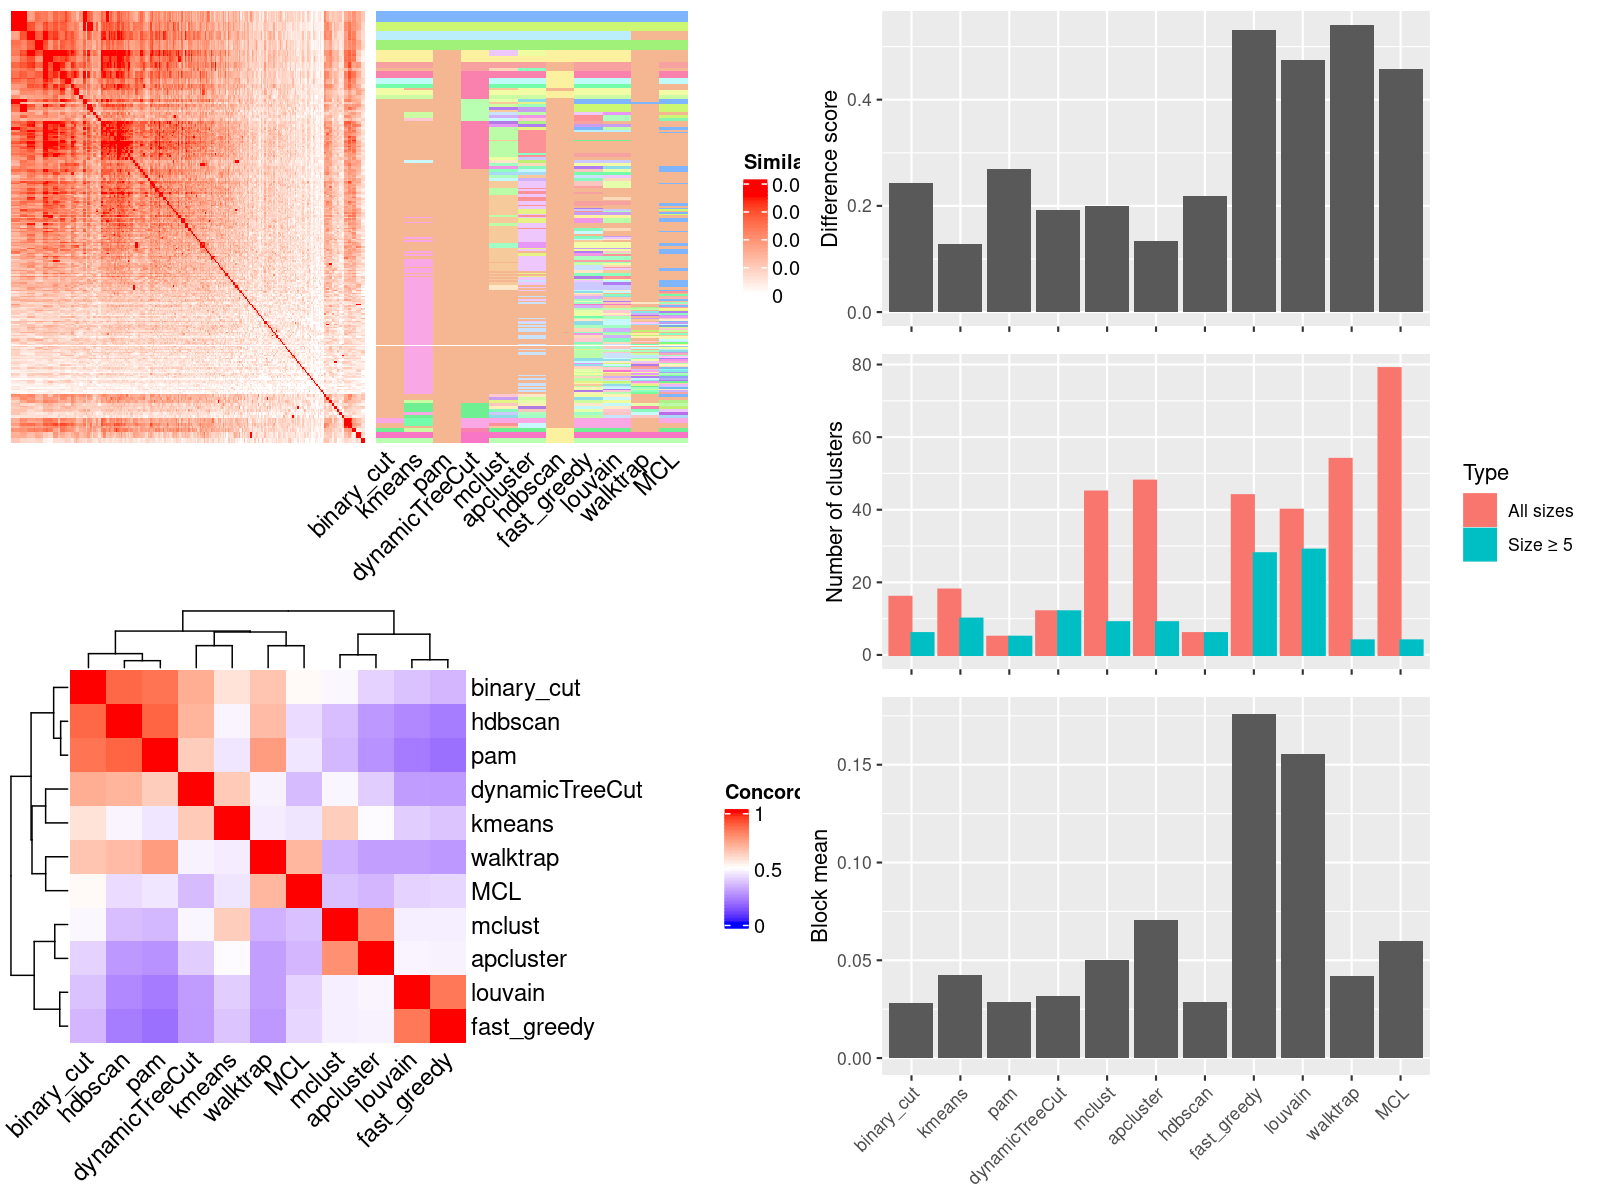 Simila
0.0
0.0
0.0
0.0
0
binary_cut
kmeans
pam
dynamicTreeCut
mclust
apcluster
hdbscan
fast_greedy
louvain
walktrap
MCL
binary_cut
hdbscan
pam
dynamicTreeCut
kmeans
walktrap
MCL
mclust
apcluster
louvain
fast_greedy
binary_cut
hdbscan
pam
dynamicTreeCut
kmeans
walktrap
MCL
mclust
apcluster
louvain
fast_greedy
Concord
1
0.5
0
Difference score
0.4
0.2
0.0
Number of clusters
80
60
40
20
0
Type
All sizes
Size ≥ 5
Block mean
0.15
0.10
0.05
0.00
binary_cut
kmeans
pam
dynamicTreeCut
mclust
apcluster
hdbscan
fast_greedy
louvain
walktrap
MCL